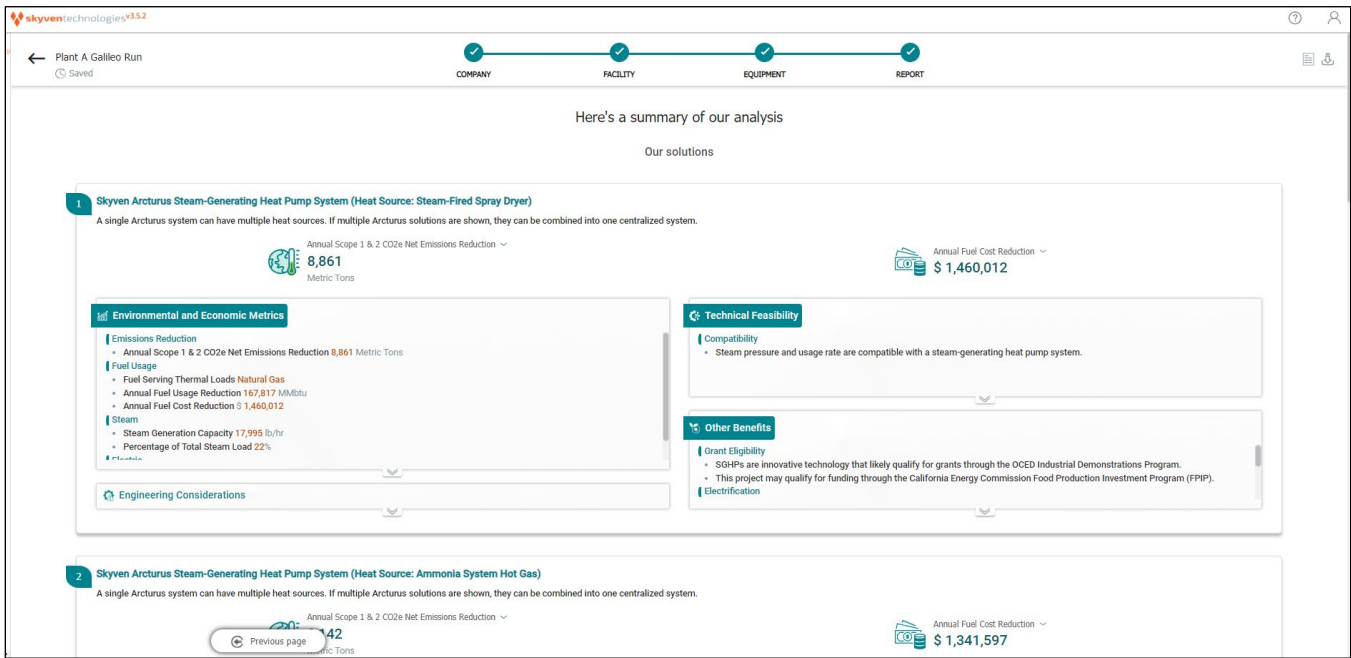 skyventechnologies v3.5.2
Plant A Galileo Run
Saved
COMPANY
FACILITY
EQUIPMENT
REPORT
Here's a summary of our analysis
Our solutions
1
Skyven Arcturus Steam-Generating Heat Pump System (Heat Source: Steam-Fired Spray Dryer)
A single Arcturus system can have multiple heat sources. If multiple Arcturus solutions are shown, they can be combined into one centralized system.
Annual Scope 1 & 2 CO2e Net Emissions Reduction
8,861
Metric Tons
Annual Fuel Cost Reduction
$ 1,460,012
Environmental and Economic Metrics
Emissions Reduction
• Annual Scope 1 & 2 CO2e Net Emissions Reduction 8,861 Metric Tons
Fuel Usage
• Fuel Serving Thermal Loads Natural Gas
• Annual Fuel Usage Reduction 167,817 MMbtu
• Annual Fuel Cost Reduction $ 1,460,012
Steam
• Steam Generation Capacity 17,995 lb/hr
• Percentage of Total Steam Load 22%
Engineering Considerations
Technical Feasibility
Compatibility
• Steam pressure and usage rate are compatible with a steam-generating heat pump system.
Other Benefits
Grant Eligibility
• SGHPs are innovative technology that likely qualify for grants through the OCED Industrial Demonstrations Program.
• This project may qualify for funding through the California Energy Commission Food Production Investment Program (FPIP).
Electrification
2
Skyven Arcturus Steam-Generating Heat Pump System (Heat Source: Ammonia System Hot Gas)
A single Arcturus system can have multiple heat sources. If multiple Arcturus solutions are shown, they can be combined into one centralized system.
Annual Scope 1 & 2 CO2e Net Emissions Reduction
142
Tons
Annual Fuel Cost Reduction
$ 1,341,597
Previous page